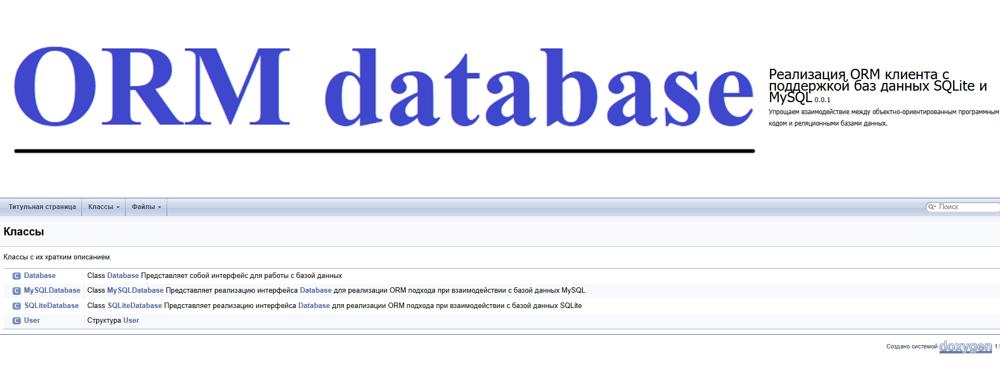 ORM database
Реализация ORM клиента с
поддержкой баз данных SQLite и
MySQL 0.0.1
Упрощаем взаимодействие между объектно-ориентированным программным
кодом и реляционными базами данных.
Титульная страница Классы Файлы Поиск
Классы
Классы с их кратким описанием.
C Database Class Database Представляет собой интерфейс для работы с базой данных
C MySQLDatabase Class MySQLDatabase Представляет реализацию интерфейса Database для реализации ORM подхода при взаимодействии с базой данных MySQL
C SQLiteDatabase Class SQLiteDatabase Представляет реализацию интерфейса Database для реализации ORM подхода при взаимодействии с базой данных SQLite
C User Структура User
Создано системой doxygen 1.